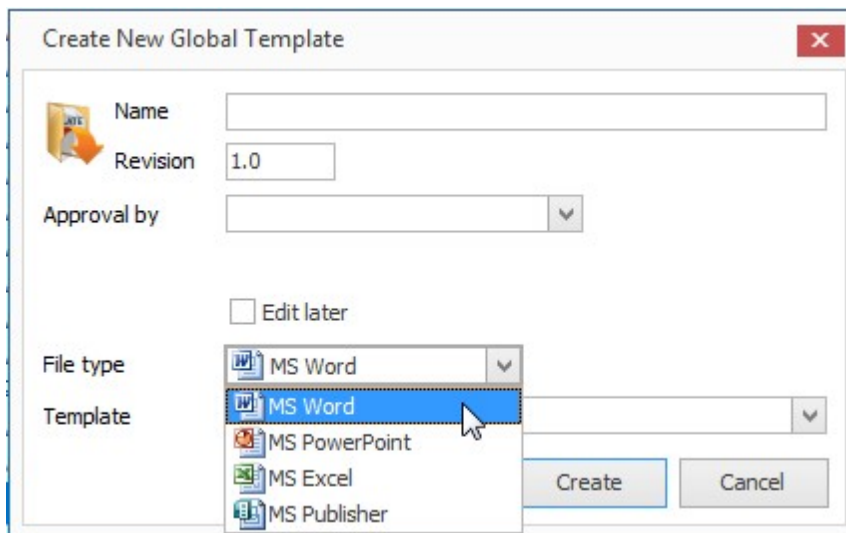 Create New Global Template
Name
Revision 1.0
Approval by
Edit later
File type MS Word
MS Word
Template
MS PowerPoint
MS Excel
MS Publisher
Create Cancel